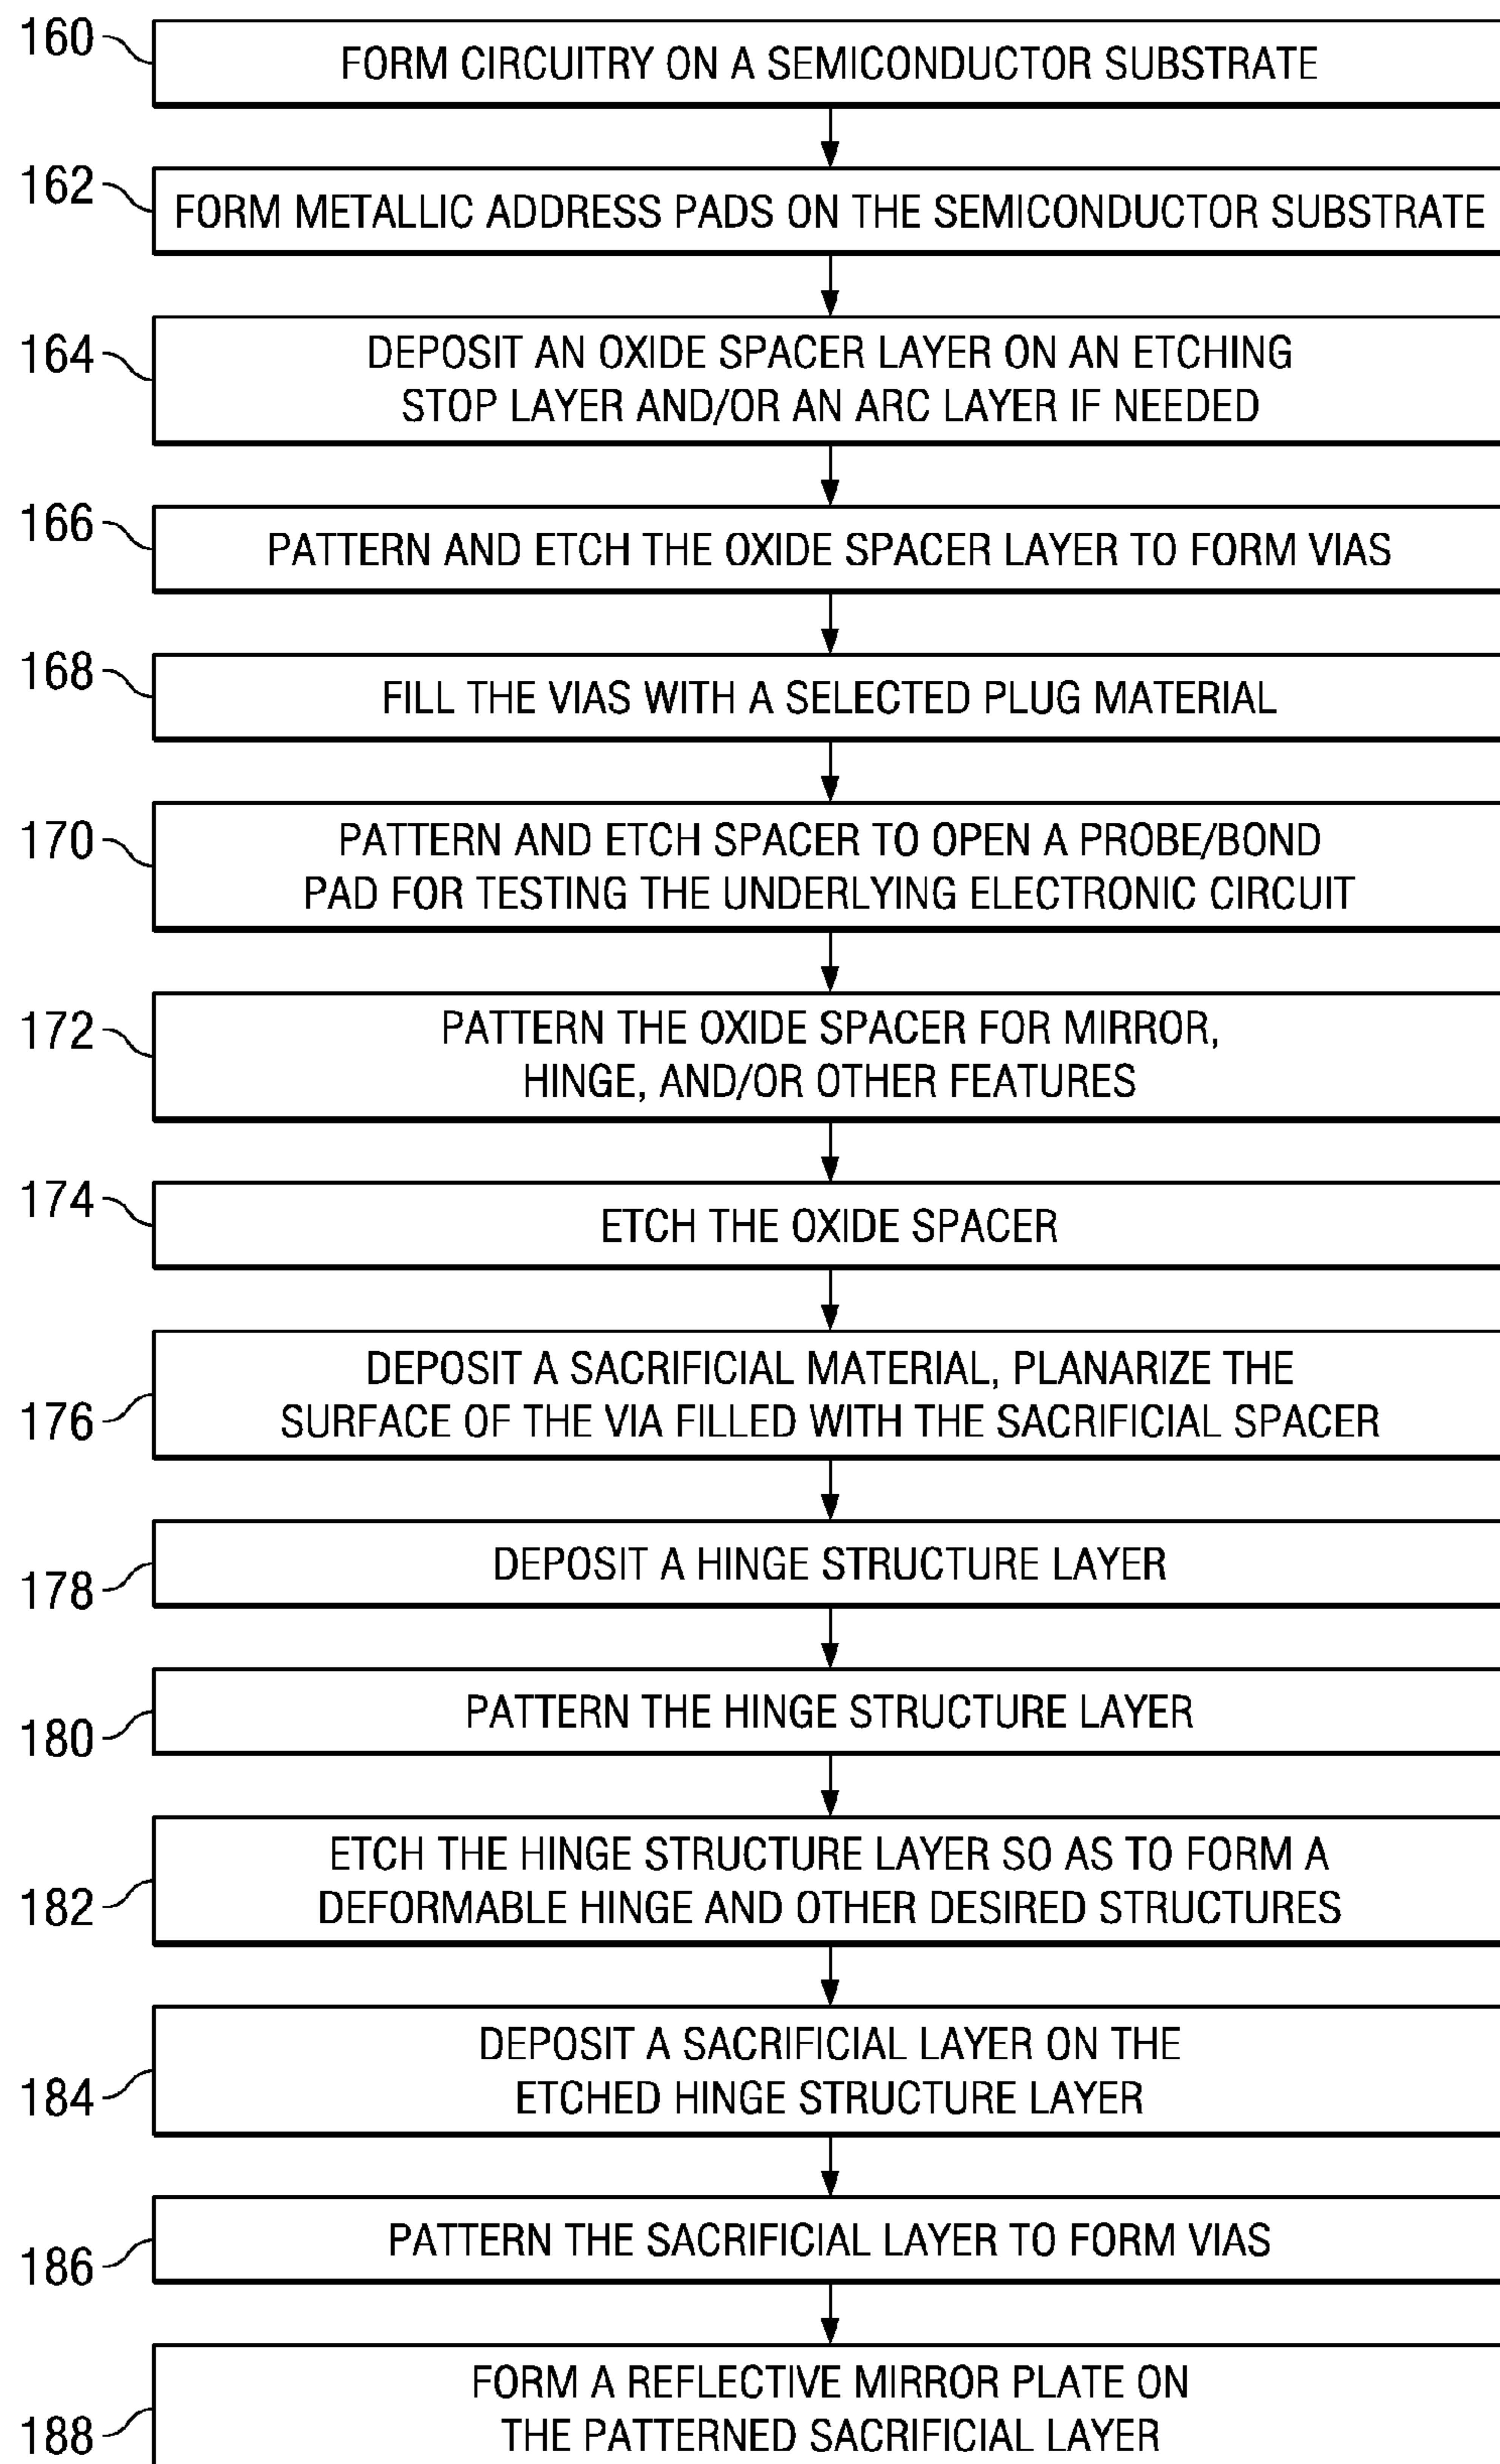 160
FORM CIRCUITRY ON A SEMICONDUCTOR SUBSTRATE
162
FORM METALLIC ADDRESS PADS ON THE SEMICONDUCTOR SUBSTRATE
164
DEPOSIT AN OXIDE SPACER LAYER ON AN ETCHING
STOP LAYER AND/OR AN ARC LAYER IF NEEDED
166
PATTERN AND ETCH THE OXIDE SPACER LAYER TO FORM VIAS
168
FILL THE VIAS WITH A SELECTED PLUG MATERIAL
170
PATTERN AND ETCH SPACER TO OPEN A PROBE/BOND
PAD FOR TESTING THE UNDERLYING ELECTRONIC CIRCUIT
172
PATTERN THE OXIDE SPACER FOR MIRROR,
HINGE, AND/OR OTHER FEATURES
174
ETCH THE OXIDE SPACER
176
DEPOSIT A SACRIFICIAL MATERIAL, PLANARIZE THE
SURFACE OF THE VIA FILLED WITH THE SACRIFICIAL SPACER
178
DEPOSIT A HINGE STRUCTURE LAYER
180
PATTERN THE HINGE STRUCTURE LAYER
182
ETCH THE HINGE STRUCTURE LAYER SO AS TO FORM A
DEFORMABLE HINGE AND OTHER DESIRED STRUCTURES
184
DEPOSIT A SACRIFICIAL LAYER ON THE
ETCHED HINGE STRUCTURE LAYER
186
PATTERN THE SACRIFICIAL LAYER TO FORM VIAS
188
FORM A REFLECTIVE MIRROR PLATE ON
THE PATTERNED SACRIFICIAL LAYER